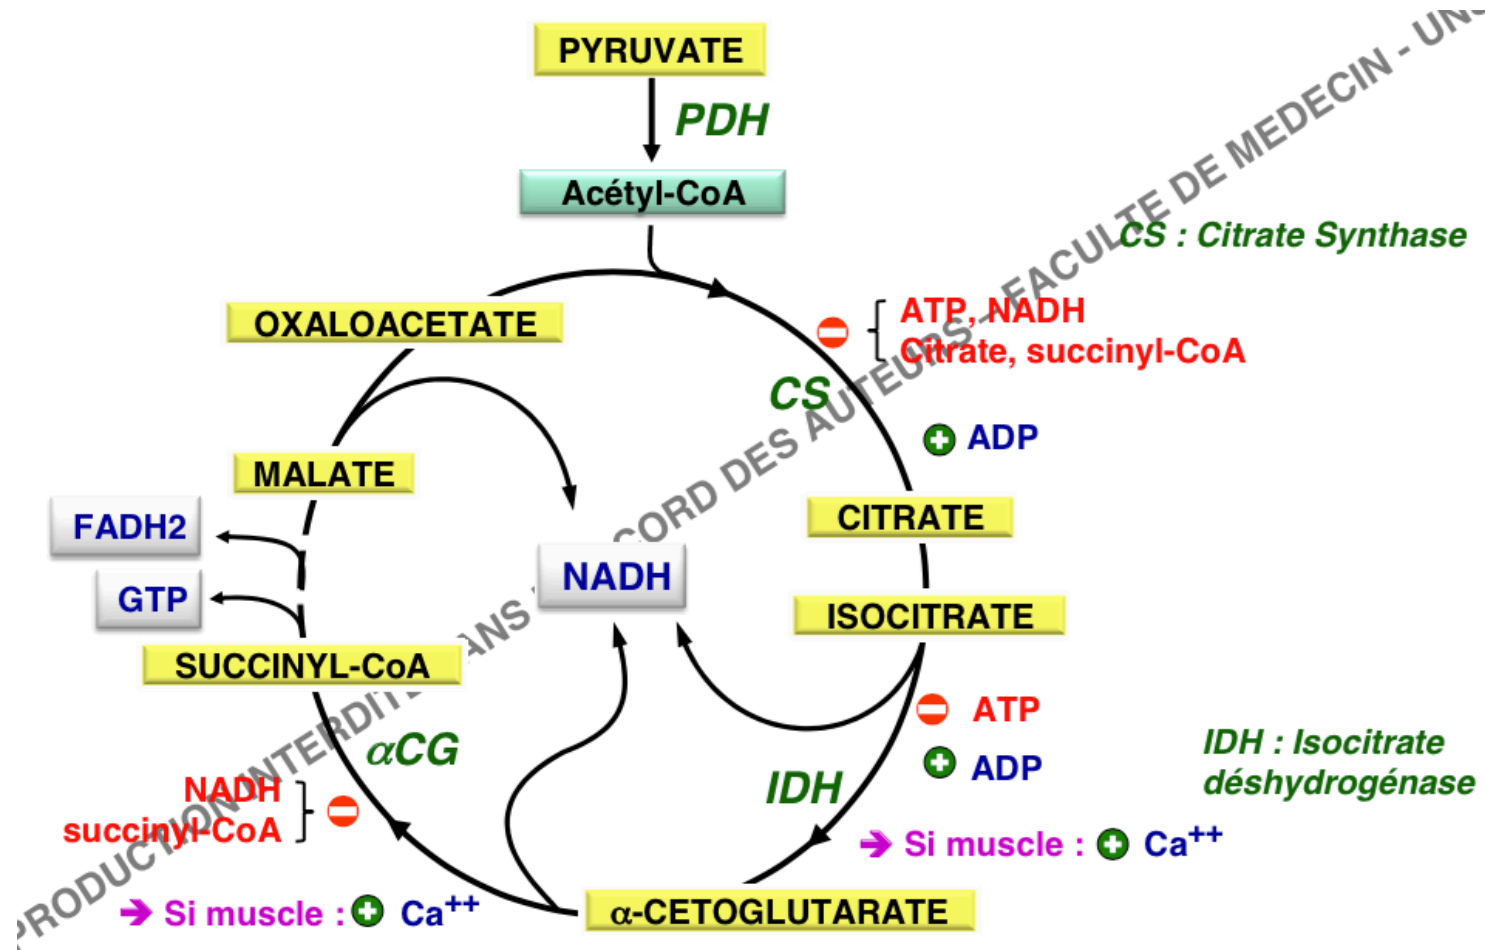 PYRUVATE
PDH
Acétyl-CoA
CS : Citrate Synthase
OXALOACETATE
ATP, NADH
Citrate, succinyl-CoA
CS
ADP
MALATE
CITRATE
FADH2
NADH
GTP
ISOCITRATE
SUCCINYL-CoA
ATP
αCG
IDH : Isocitrate
déshydrogénase
ADP
IDH
NADH
succinyl-CoA
➔ Si muscle : + Ca++
➔ Si muscle : + Ca++
α-CETOGLUTARATE
PRODUCTION INTERDITE SANS CORD DES AUTEURS - FACULTE DE MEDECIN - UNS